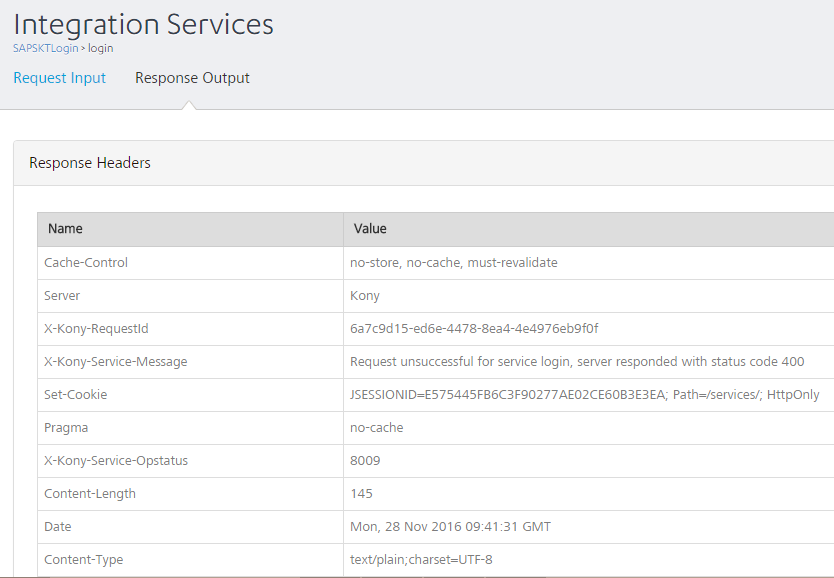 Integration Services
SAPSKTLogin > login
Request Input Response Output
Response Headers
Name Value
Cache-Control no-store, no-cache, must-revalidate
Server Kony
X-Kony-RequestId 6a7c9d15-ed6e-4478-8ea4-4e4976eb9f0f
X-Kony-Service-Message Request unsuccessful for service login, server responded with status code 400
Set-Cookie JSESSIONID=E575445FB6C3F90277AE02CE60B3E3EA; Path=/services/; HttpOnly
Pragma no-cache
X-Kony-Service-Opstatus 8009
Content-Length 145
Date Mon, 28 Nov 2016 09:41:31 GMT
Content-Type text/plain;charset=UTF-8